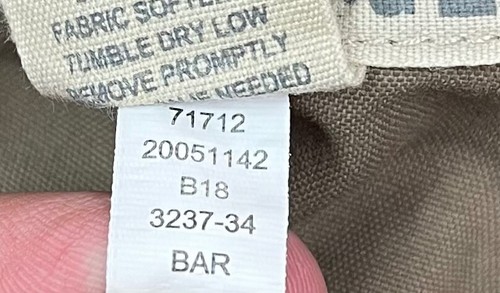 FABRIC SOFTE
TUMBLE DRY LOW
REMOVE PROMPTLY
NEEDED
71712
20051142
B18
3237-34
BAR